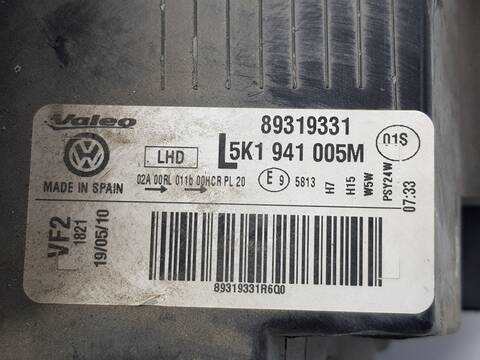 Valeo
89319331
LHD
L5K1 941 005M
01S
MADE IN SPAIN
02A 00RL 011b 00HCR PL 20
E 9 5813
H7
H15
W5W
PSY24W
07:33
VF2
1821
19/05/10
89319331R6Q0